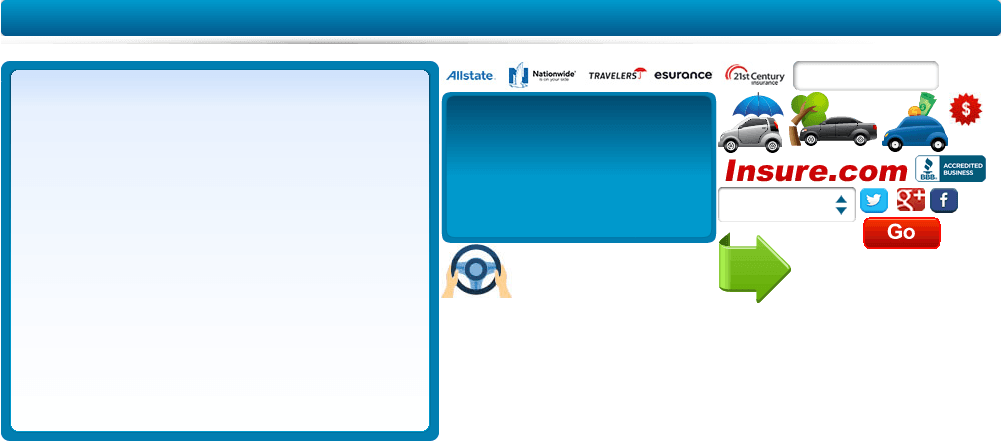 Allstate
Nationwide
is on your side
TRAVELERS
esurance
21st Century
insurance
$
Insure.com
BBB
ACCREDITED
BUSINESS
g+
f
Go